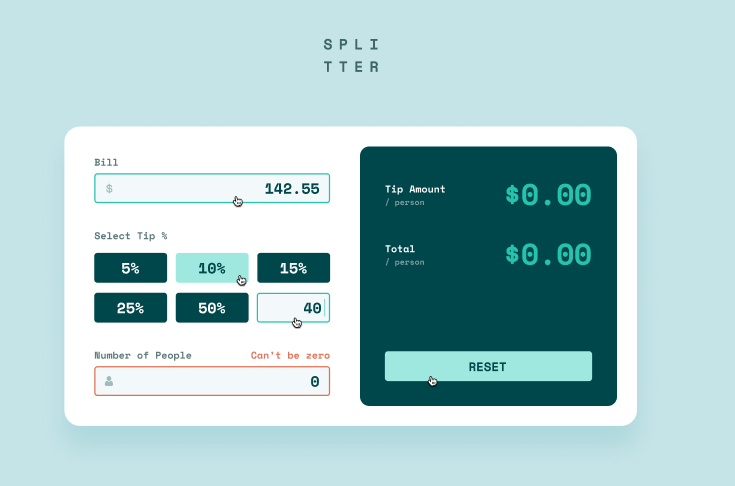 SPLI
TTER
Bill
$ 142.55
Select Tip %
5% 10% 15%
25% 50% 40
Number of People Can't be zero
0
Tip Amount $0.00
/ person
Total $0.00
/ person
RESET